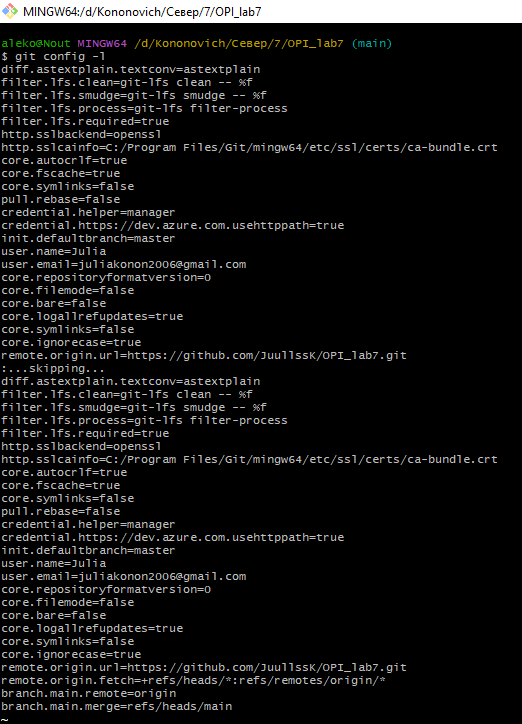 MINGW64:/d/Kononovich/Север/7/OPI_lab7
aleko@Nout MINGW64 /d/Kononovich/Север/7/OPI_lab7 (main)
$ git config -l
diff.astextplain.textconv=astextplain
filter.lfs.clean=git-lfs clean -- %f
filter.lfs.smudge=git-lfs smudge -- %f
filter.lfs.process=git-lfs filter-process
filter.lfs.required=true
http.sslbackend=openssl
http.sslcainfo=C:/Program Files/Git/mingw64/etc/ssl/certs/ca-bundle.crt
core.autocrlf=true
core.fscache=true
core.symlinks=false
pull.rebase=false
credential.helper=manager
credential.https://dev.azure.com.usehttppath=true
init.defaultbranch=master
user.name=Julia
user.email=juliakonon2006@gmail.com
core.repositoryformatversion=0
core.filemode=false
core.bare=false
core.logallrefupdates=true
core.symlinks=false
core.ignorecase=true
remote.origin.url=https://github.com/JuullssK/OPI_lab7.git
:...skipping...
diff.astextplain.textconv=astextplain
filter.lfs.clean=git-lfs clean -- %f
filter.lfs.smudge=git-lfs smudge -- %f
filter.lfs.process=git-lfs filter-process
filter.lfs.required=true
http.sslbackend=openssl
http.sslcainfo=C:/Program Files/Git/mingw64/etc/ssl/certs/ca-bundle.crt
core.autocrlf=true
core.fscache=true
core.symlinks=false
pull.rebase=false
credential.helper=manager
credential.https://dev.azure.com.usehttppath=true
init.defaultbranch=master
user.name=Julia
user.email=juliakonon2006@gmail.com
core.repositoryformatversion=0
core.filemode=false
core.bare=false
core.logallrefupdates=true
core.symlinks=false
core.ignorecase=true
remote.origin.url=https://github.com/JuullssK/OPI_lab7.git
remote.origin.fetch=+refs/heads/*:refs/remotes/origin/*
branch.main.remote=origin
branch.main.merge=refs/heads/main
~